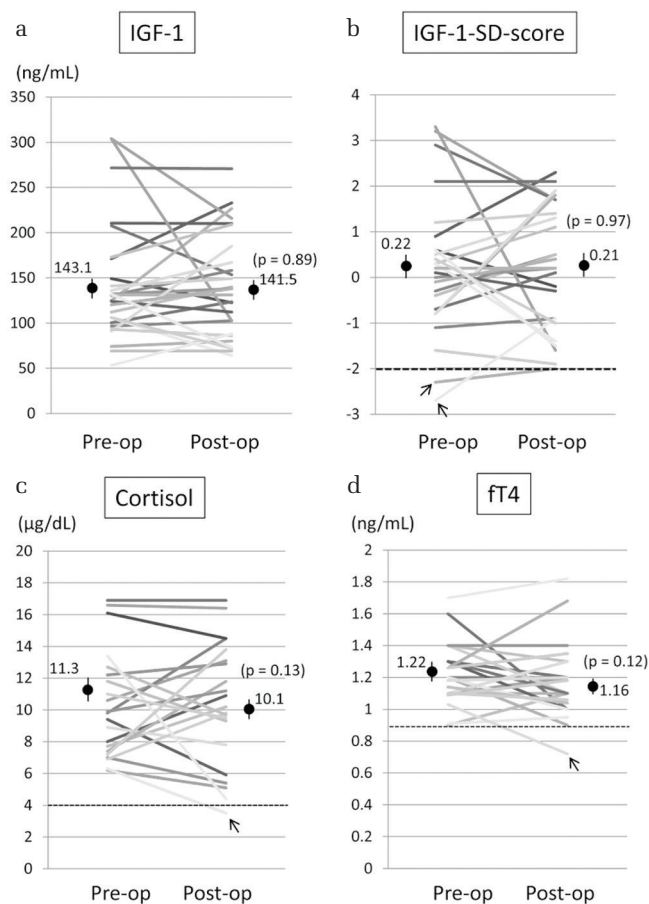 a
IGF-1
(ng/mL)
350
300
250
200
150
100
50
0
143.1
(p = 0.89)
141.5
Pre-op
Post-op
b
IGF-1-SD-score
4
3
2
1
0
-1
-2
-3
0.22
(p = 0.97)
0.21
Pre-op
Post-op
c
Cortisol
(µg/dL)
20
18
16
14
12
10
8
6
4
2
0
11.3
(p = 0.13)
10.1
Pre-op
Post-op
d
fT4
(ng/mL)
2
1.8
1.6
1.4
1.2
1
0.8
0.6
0.4
0.2
0
1.22
(p = 0.12)
1.16
Pre-op
Post-op